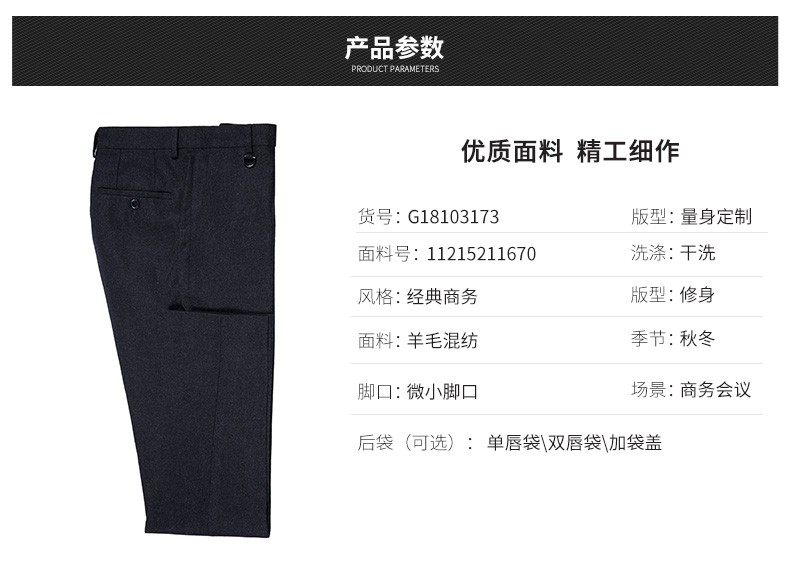 产品参数
PRODUCT PARAMETERS
优质面料 精工细作
货号：G18103173 版型：量身定制
面料号：11215211670 洗涤：干洗
风格：经典商务 版型：修身
面料：羊毛混纺 季节：秋冬
脚口：微小脚口 场景：商务会议
后袋（可选）：单唇袋\双唇袋\加袋盖